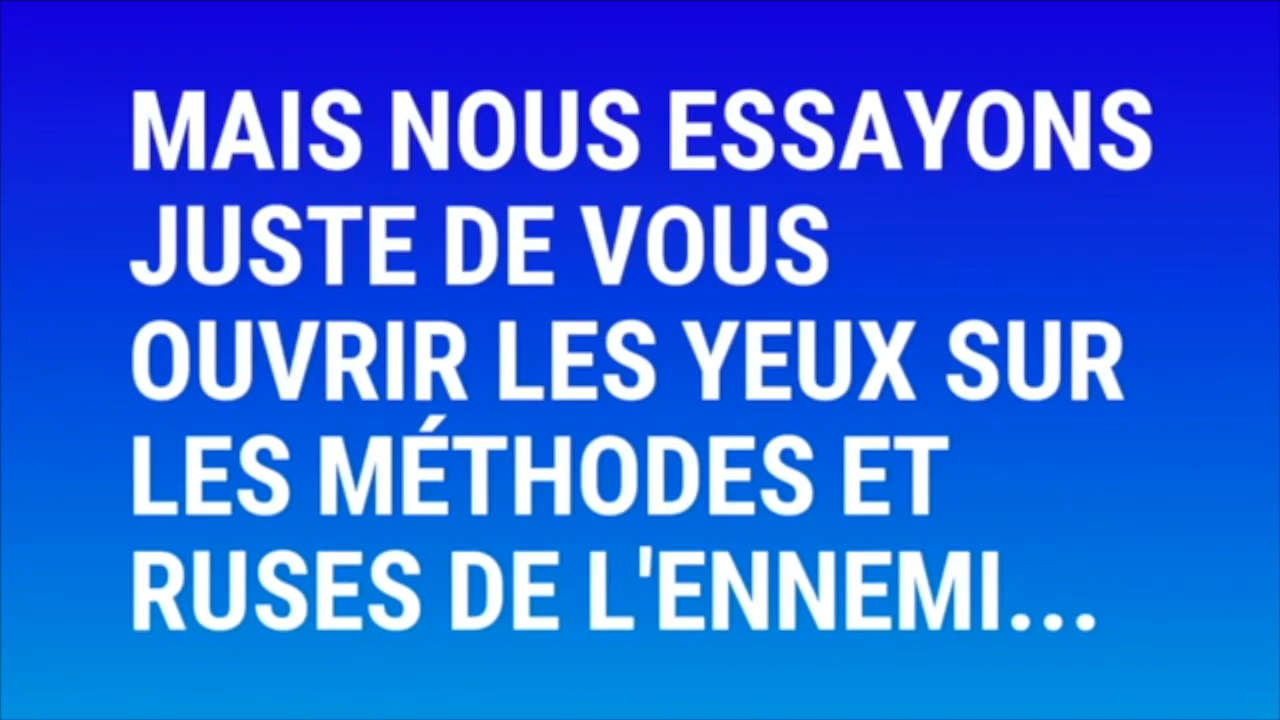 MAIS NOUS ESSAYONS
JUSTE DE VOUS
OUVRIR LES YEUX SUR
LES MÉTHODES ET
RUSES DE L'ENNEMI...